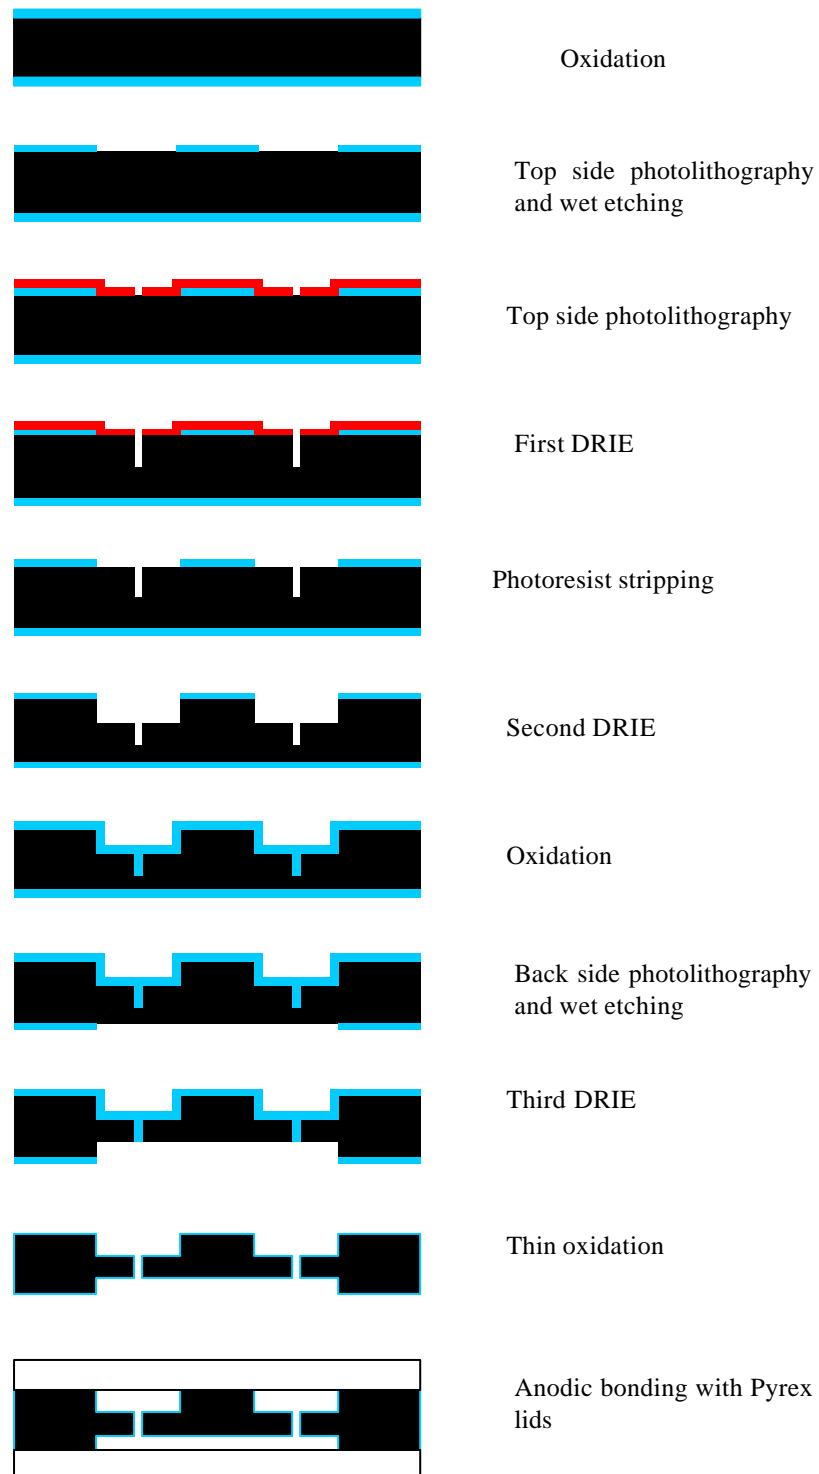 Oxidation
Top side photolithography
and wet etching
Top side photolithography
First DRIE
Photoresist stripping
Second DRIE
Oxidation
Back side photolithography
and wet etching
Third DRIE
Thin oxidation
Anodic bonding with Pyrex
lids